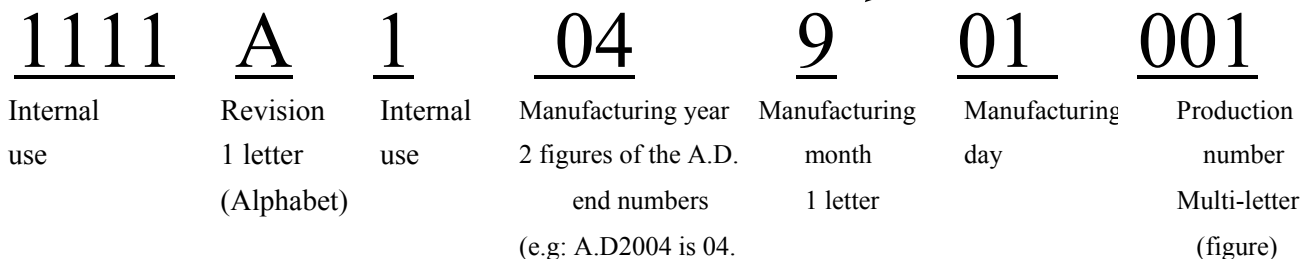 1111 A 1 04 9 01 001
Internal Revision Internal Manufacturing year Manufacturing Manufacturing Production
use 1 letter use 2 figures of the A.D. month day number
(Alphabet) end numbers 1 letter Multi-letter
(e.g: A.D2004 is 04. (figure)